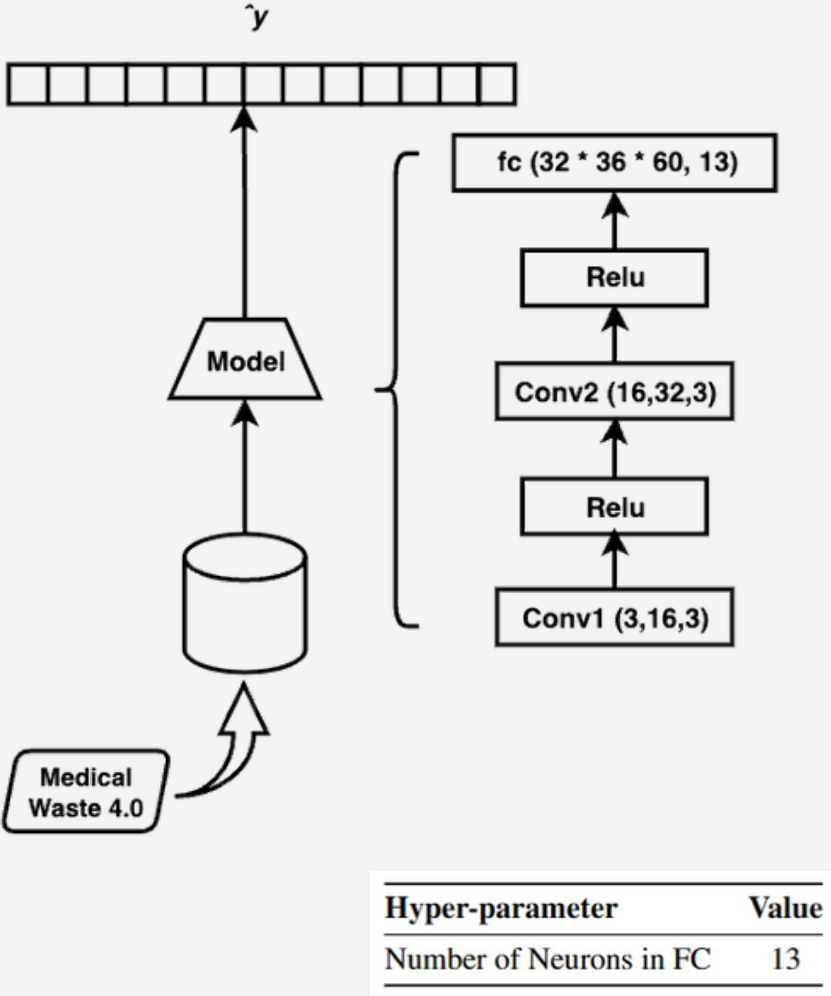 ˆy
fc (32 * 36 * 60, 13)
Relu
Model
Conv2 (16,32,3)
Relu
Conv1 (3,16,3)
Medical
Waste 4.0
Hyper-parameter Value
Number of Neurons in FC 13